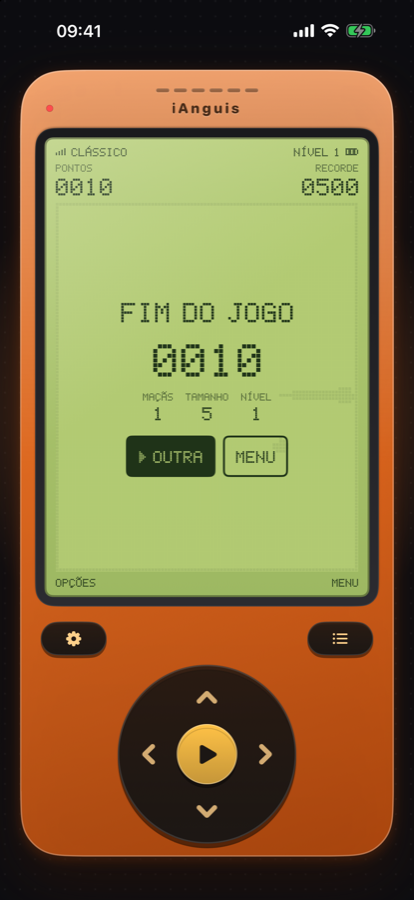 09:41
iAnguis
CLÁSSICO NÍVEL 1
PONTOS RECORDE
0010 0500
FIM DO JOGO
0010
MAÇÃS TAMANHO NÍVEL
1 5 1
OUTRA MENU
OPÇÕES MENU